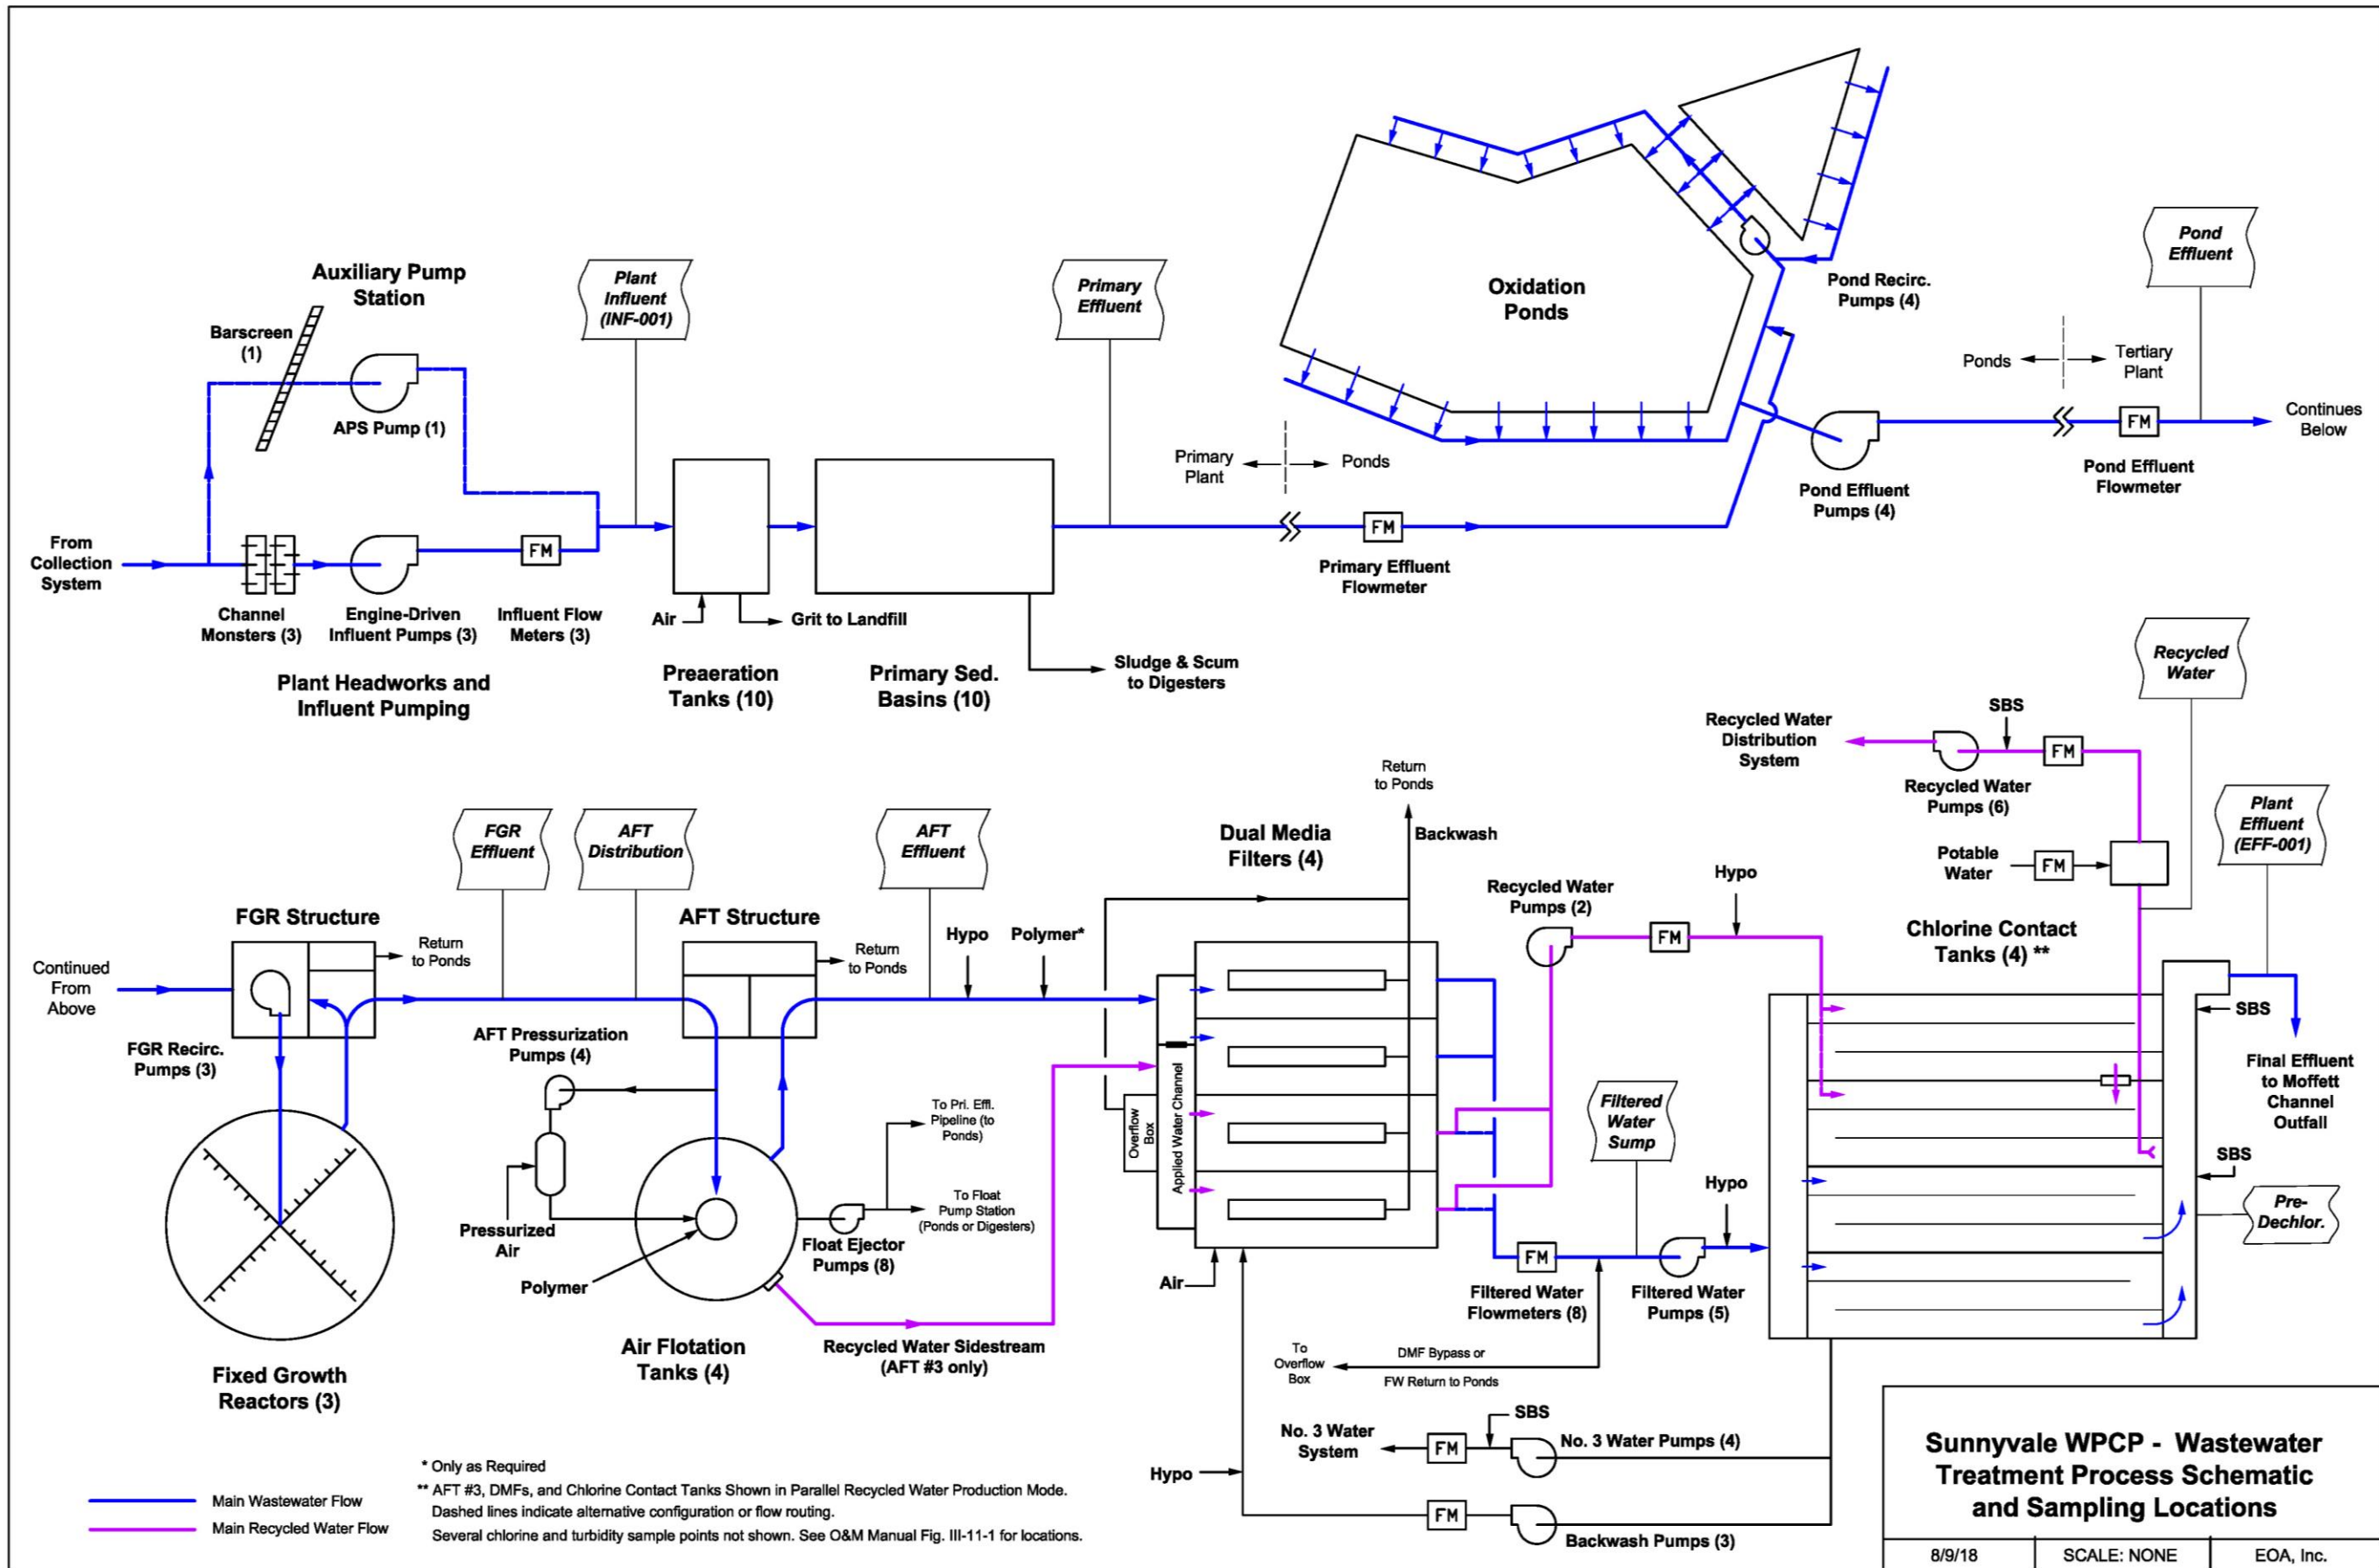 Auxiliary Pump
Station
Barscreen
(1)
APS Pump (1)
Plant
Influent
(INF-001)
Primary
Effluent
Oxidation
Ponds
Pond Recirc.
Pumps (4)
Pond
Effluent
Ponds
Tertiary
Plant
Continues
Below
FM
Pond Effluent
Flowmeter
Pond Effluent
Pumps (4)
Primary
Plant
Ponds
FM
Primary Effluent
Flowmeter
From
Collection
System
FM
Channel
Monsters (3)
Engine-Driven
Influent Pumps (3)
Influent Flow
Meters (3)
Plant Headworks and
Influent Pumping
Air
Grit to Landfill
Preaeration
Tanks (10)
Primary Sed.
Basins (10)
Sludge & Scum
to Digesters
Recycled
Water
Recycled Water
Distribution
System
SBS
FM
Recycled Water
Pumps (6)
Potable
Water
FM
Plant
Effluent
(EFF-001)
FGR
Effluent
AFT
Distribution
AFT
Effluent
Return
to Ponds
Backwash
Dual Media
Filters (4)
Recycled Water
Pumps (2)
FM
Hypo
Chlorine Contact
Tanks (4) **
FGR Structure
Return
to Ponds
AFT Structure
Return
to Ponds
Hypo
Polymer*
Continued
From
Above
FGR Recirc.
Pumps (3)
AFT Pressurization
Pumps (4)
Overflow
Box
Applied Water Channel
To Pri. Effl.
Pipeline (to
Ponds)
To Float
Pump Station
(Ponds or Digesters)
Float Ejector
Pumps (8)
Pressurized
Air
Polymer
Filtered
Water
Sump
Hypo
SBS
Final Effluent
to Moffett
Channel
Outfall
SBS
Pre-
Dechlor.
Air
FM
Filtered Water
Flowmeters (8)
Filtered Water
Pumps (5)
Fixed Growth
Reactors (3)
Air Flotation
Tanks (4)
Recycled Water Sidestream
(AFT #3 only)
To
Overflow
Box
DMF Bypass or
FW Return to Ponds
SBS
No. 3 Water
System
FM
No. 3 Water Pumps (4)
Hypo
FM
Backwash Pumps (3)
Main Wastewater Flow
Main Recycled Water Flow
* Only as Required
** AFT #3, DMFs, and Chlorine Contact Tanks Shown in Parallel Recycled Water Production Mode.
Dashed lines indicate alternative configuration or flow routing.
Several chlorine and turbidity sample points not shown. See O&M Manual Fig. III-11-1 for locations.
Sunnyvale WPCP - Wastewater
Treatment Process Schematic
and Sampling Locations
8/9/18
SCALE: NONE
EOA, Inc.